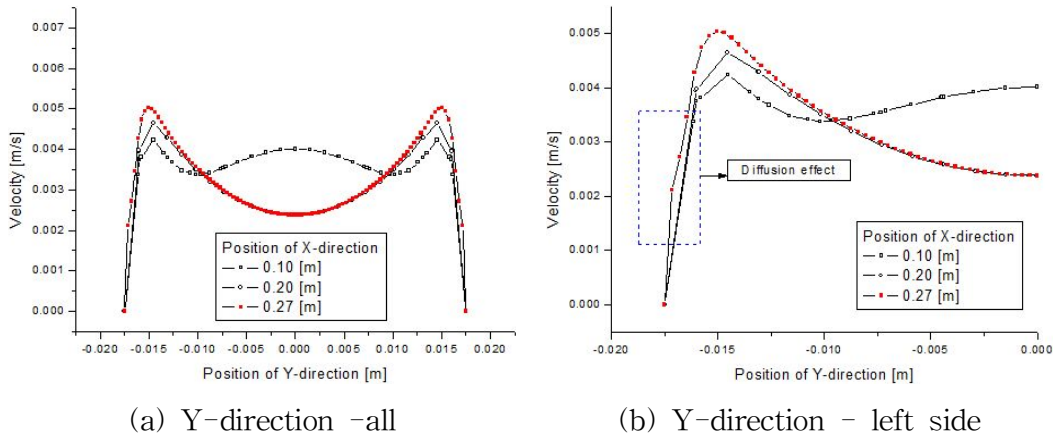 0.007
0.006
0.005
0.004
0.003
0.002
0.001
0.000
Velocity [m/s]
Position of X-direction
0.10 [m]
0.20 [m]
0.27 [m]
-0.020 -0.015 -0.010 -0.005 0.000 0.005 0.010 0.015 0.020
Position of Y-direction [m]
(a) Y-direction -all
0.005
0.004
0.003
0.002
0.001
0.000
Velocity [m/s]
Diffusion effect
Position of X-direction
0.10 [m]
0.20 [m]
0.27 [m]
-0.020 -0.015 -0.010 -0.005 0.000
Position of Y-direction [m]
(b) Y-direction - left side